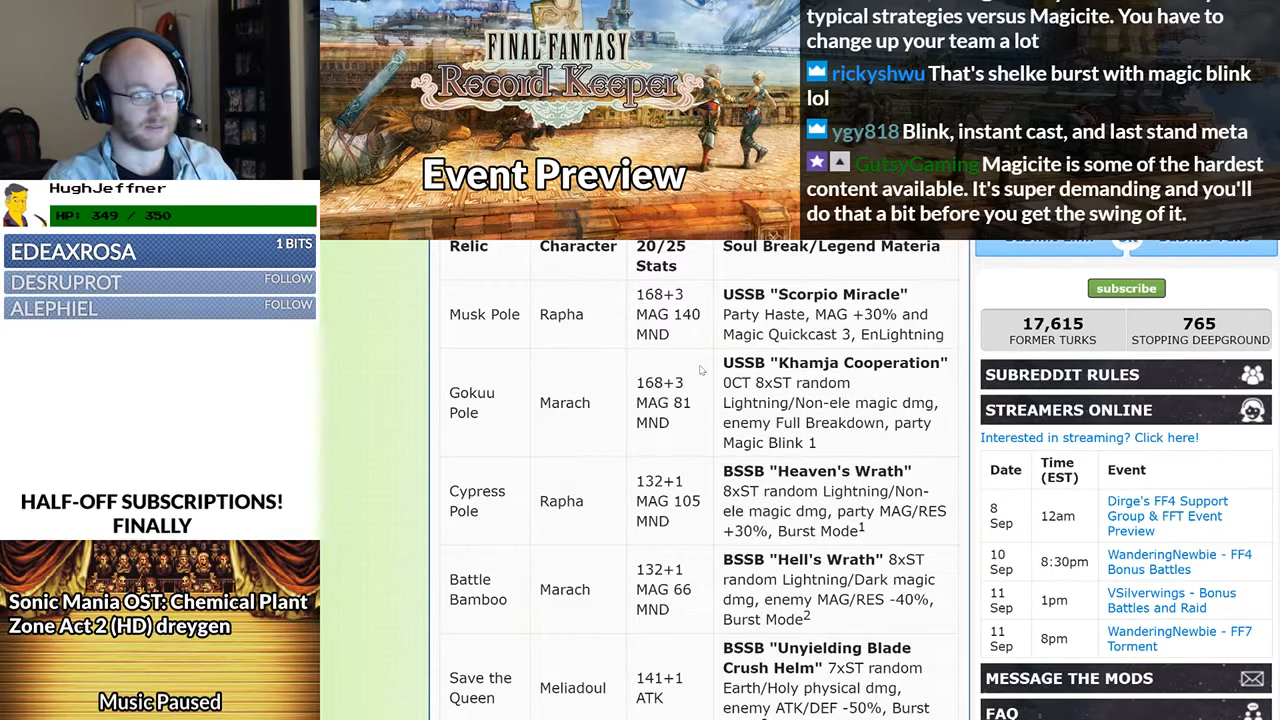 HughJeffner
HP: 349 / 350
EDEAXROSA
1 BITS
DESRUPROT
FOLLOW
ALEPHIEL
FOLLOW
HALF-OFF SUBSCRIPTIONS!
FINALLY
Sonic Mania OST: Chemical Plant
Zone Act 2 (HD) dreygen
Music Paused
FINAL FANTASY
Record Keeper
Event Preview
typical strategies versus Magicite. You have to
change up your team a lot
rickyshwu That's shelke burst with magic blink
lol
ygy818 Blink, instant cast, and last stand meta
GutsyGaming Magicite is some of the hardest
content available. It's super demanding and you'll
do that a bit before you get the swing of it.
Relic
Character
20/25
Stats
Soul Break/Legend Materia
Musk Pole
Rapha
168+3
MAG 140
MND
USSB "Scorpio Miracle"
Party Haste, MAG +30% and
Magic Quickcast 3, EnLightning
Gokuu
Pole
Marach
168+3
MAG 81
MND
USSB "Khamja Cooperation"
0CT 8xST random
Lightning/Non-ele magic dmg,
enemy Full Breakdown, party
Magic Blink 1
Cypress
Pole
Rapha
132+1
MAG 105
MND
BSSB "Heaven's Wrath"
8xST random Lightning/Non-
ele magic dmg, party MAG/RES
+30%, Burst Mode1
Battle
Bamboo
Marach
132+1
MAG 66
MND
BSSB "Hell's Wrath" 8xST
random Lightning/Dark magic
dmg, enemy MAG/RES -40%,
Burst Mode2
Save the
Queen
Meliadoul
141+1
ATK
BSSB "Unyielding Blade
Crush Helm" 7xST random
Earth/Holy physical dmg,
enemy ATK/DEF -50%, Burst
subscribe
17,615
FORMER TURKS
765
STOPPING DEEPGROUND
SUBREDDIT RULES
STREAMERS ONLINE
Interested in streaming? Click here!
Date
Time
(EST)
Event
8
Sep
12am
Dirge's FF4 Support
Group & FFT Event
Preview
10
Sep
8:30pm
WanderingNewbie - FF4
Bonus Battles
11
Sep
1pm
VSilverwings - Bonus
Battles and Raid
11
Sep
8pm
WanderingNewbie - FF7
Torment
MESSAGE THE MODS
FAQ